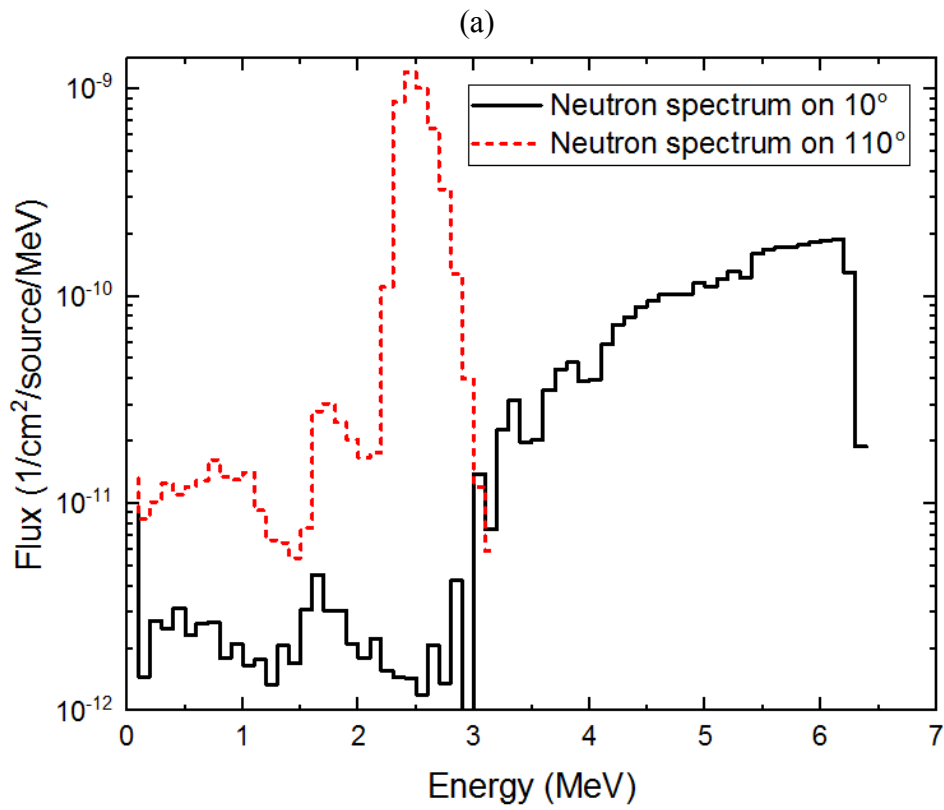 (a)
10⁻⁹
10⁻¹⁰
10⁻¹¹
10⁻¹²
Flux (1/cm²/source/MeV)
Neutron spectrum on 10°
Neutron spectrum on 110°
0 1 2 3 4 5 6 7
Energy (MeV)